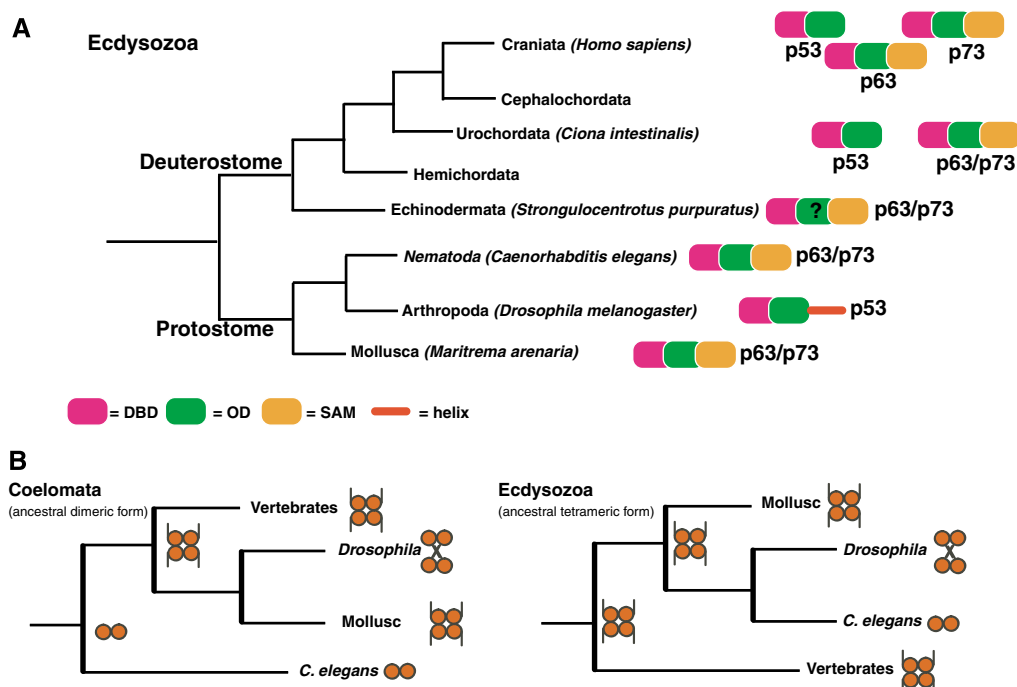 A
Ecdysozoa
Craniata (Homo sapiens)
p53
p63
p73
Cephalochordata
Urochordata (Ciona intestinalis)
p53
p63/p73
Deuterostome
Hemichordata
Echinodermata (Strongulocentrotus purpuratus)
?
p63/p73
Nematoda (Caenorhabditis elegans)
p63/p73
Arthropoda (Drosophila melanogaster)
p53
Protostome
Mollusca (Maritrema arenaria)
p63/p73
= DBD
= OD
= SAM
= helix
B
Coelomata
(ancestral dimeric form)
Vertebrates
Drosophila
Mollusc
C. elegans
Ecdysozoa
(ancestral tetrameric form)
Mollusc
Drosophila
C. elegans
Vertebrates